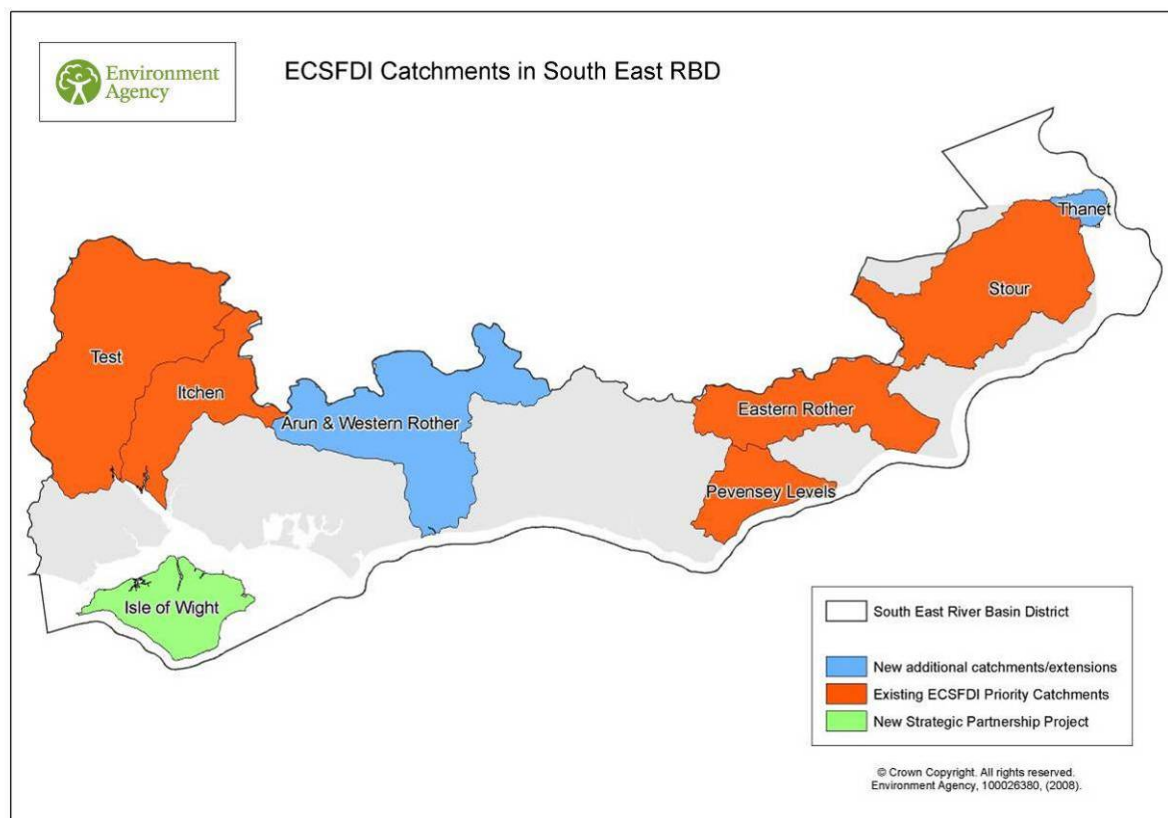 Environment
Agency
ECSFDI Catchments in South East RBD
Thanet
Stour
Test
Itchen
Arun & Western Rother
Eastern Rother
Pevensey Levels
Isle of Wight
South East River Basin District
New additional catchments/extensions
Existing ECSFDI Priority Catchments
New Strategic Partnership Project
© Crown Copyright. All rights reserved.
Environment Agency, 100026380, (2008).